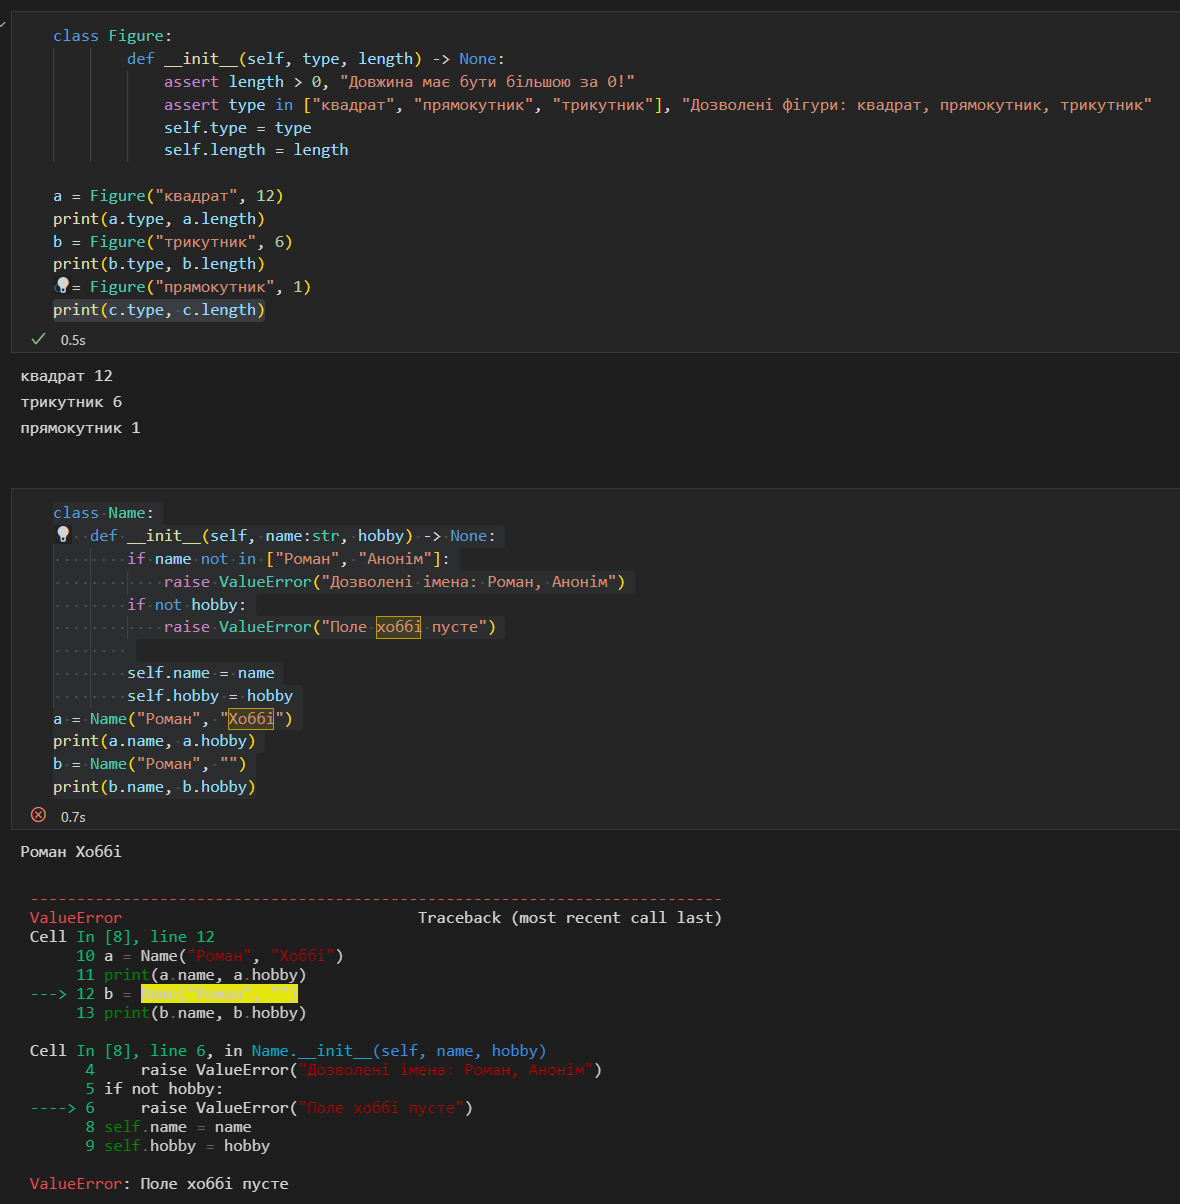 class Figure:
        def __init__(self, type, length) -> None:
            assert length > 0, "Довжина має бути більшою за 0!"
            assert type in ["квадрат", "прямокутник", "трикутник"], "Дозволені фігури: квадрат, прямокутник, трикутник"
            self.type = type
            self.length = length
a = Figure("квадрат", 12)
print(a.type, a.length)
b = Figure("трикутник", 6)
print(b.type, b.length)
= Figure("прямокутник", 1)
print(c.type, c.length)
0.5s
квадрат 12
трикутник 6
прямокутник 1
class Name:
    def __init__(self, name:str, hobby) -> None:
        if name not in ["Роман", "Анонім"]:
            raise ValueError("Дозволені імена: Роман, Анонім")
        if not hobby:
            raise ValueError("Поле хоббі пусте")
        self.name = name
        self.hobby = hobby
a = Name("Роман", "Хоббі")
print(a.name, a.hobby)
b = Name("Роман", "")
print(b.name, b.hobby)
0.7s
Роман Хоббі
---------------------------------------------------------------------------
ValueError                                Traceback (most recent call last)
Cell In [8], line 12
     10 a = Name("Роман", "Хоббі")
     11 print(a.name, a.hobby)
---> 12 b = Name("Роман", "")
     13 print(b.name, b.hobby)
Cell In [8], line 6, in Name.__init__(self, name, hobby)
      4     raise ValueError("Дозволені імена: Роман, Анонім")
      5 if not hobby:
----> 6     raise ValueError("Поле хоббі пусте")
      8 self.name = name
      9 self.hobby = hobby
ValueError: Поле хоббі пусте